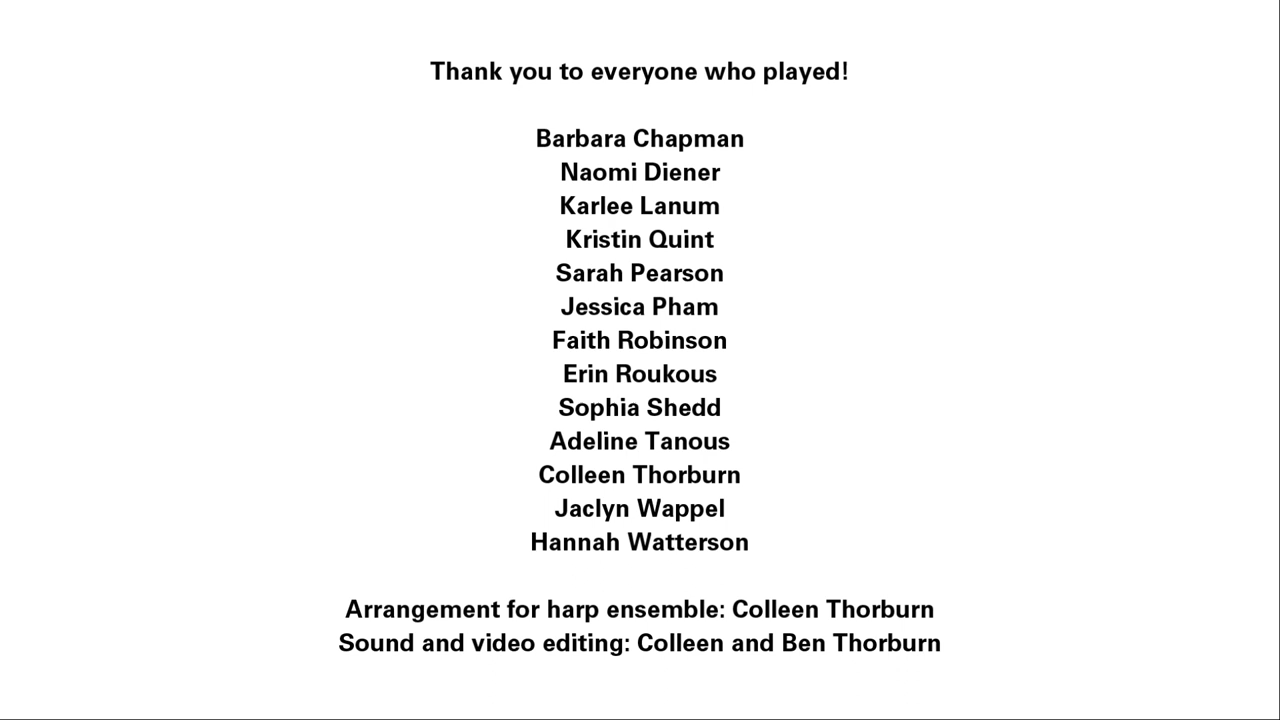 Thank you to everyone who played!
Barbara Chapman
Naomi Diener
Karlee Lanum
Kristin Quint
Sarah Pearson
Jessica Pham
Faith Robinson
Erin Roukous
Sophia Shedd
Adeline Tanous
Colleen Thorburn
Jaclyn Wappel
Hannah Watterson
Arrangement for harp ensemble: Colleen Thorburn
Sound and video editing: Colleen and Ben Thorburn